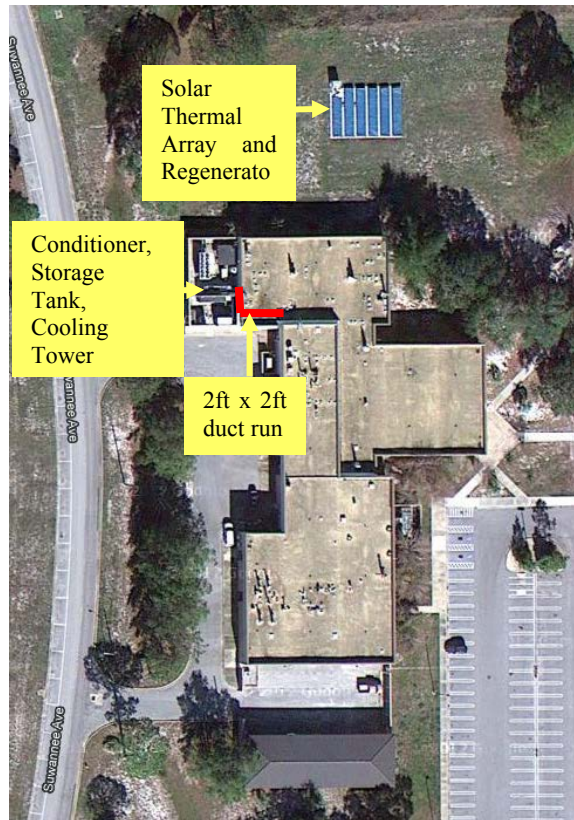 Suwannee Ave
Solar
Thermal
Array and
Regenerato
Conditioner,
Storage
Tank,
Cooling
Tower
2ft x 2ft
duct run
Suwannee Ave